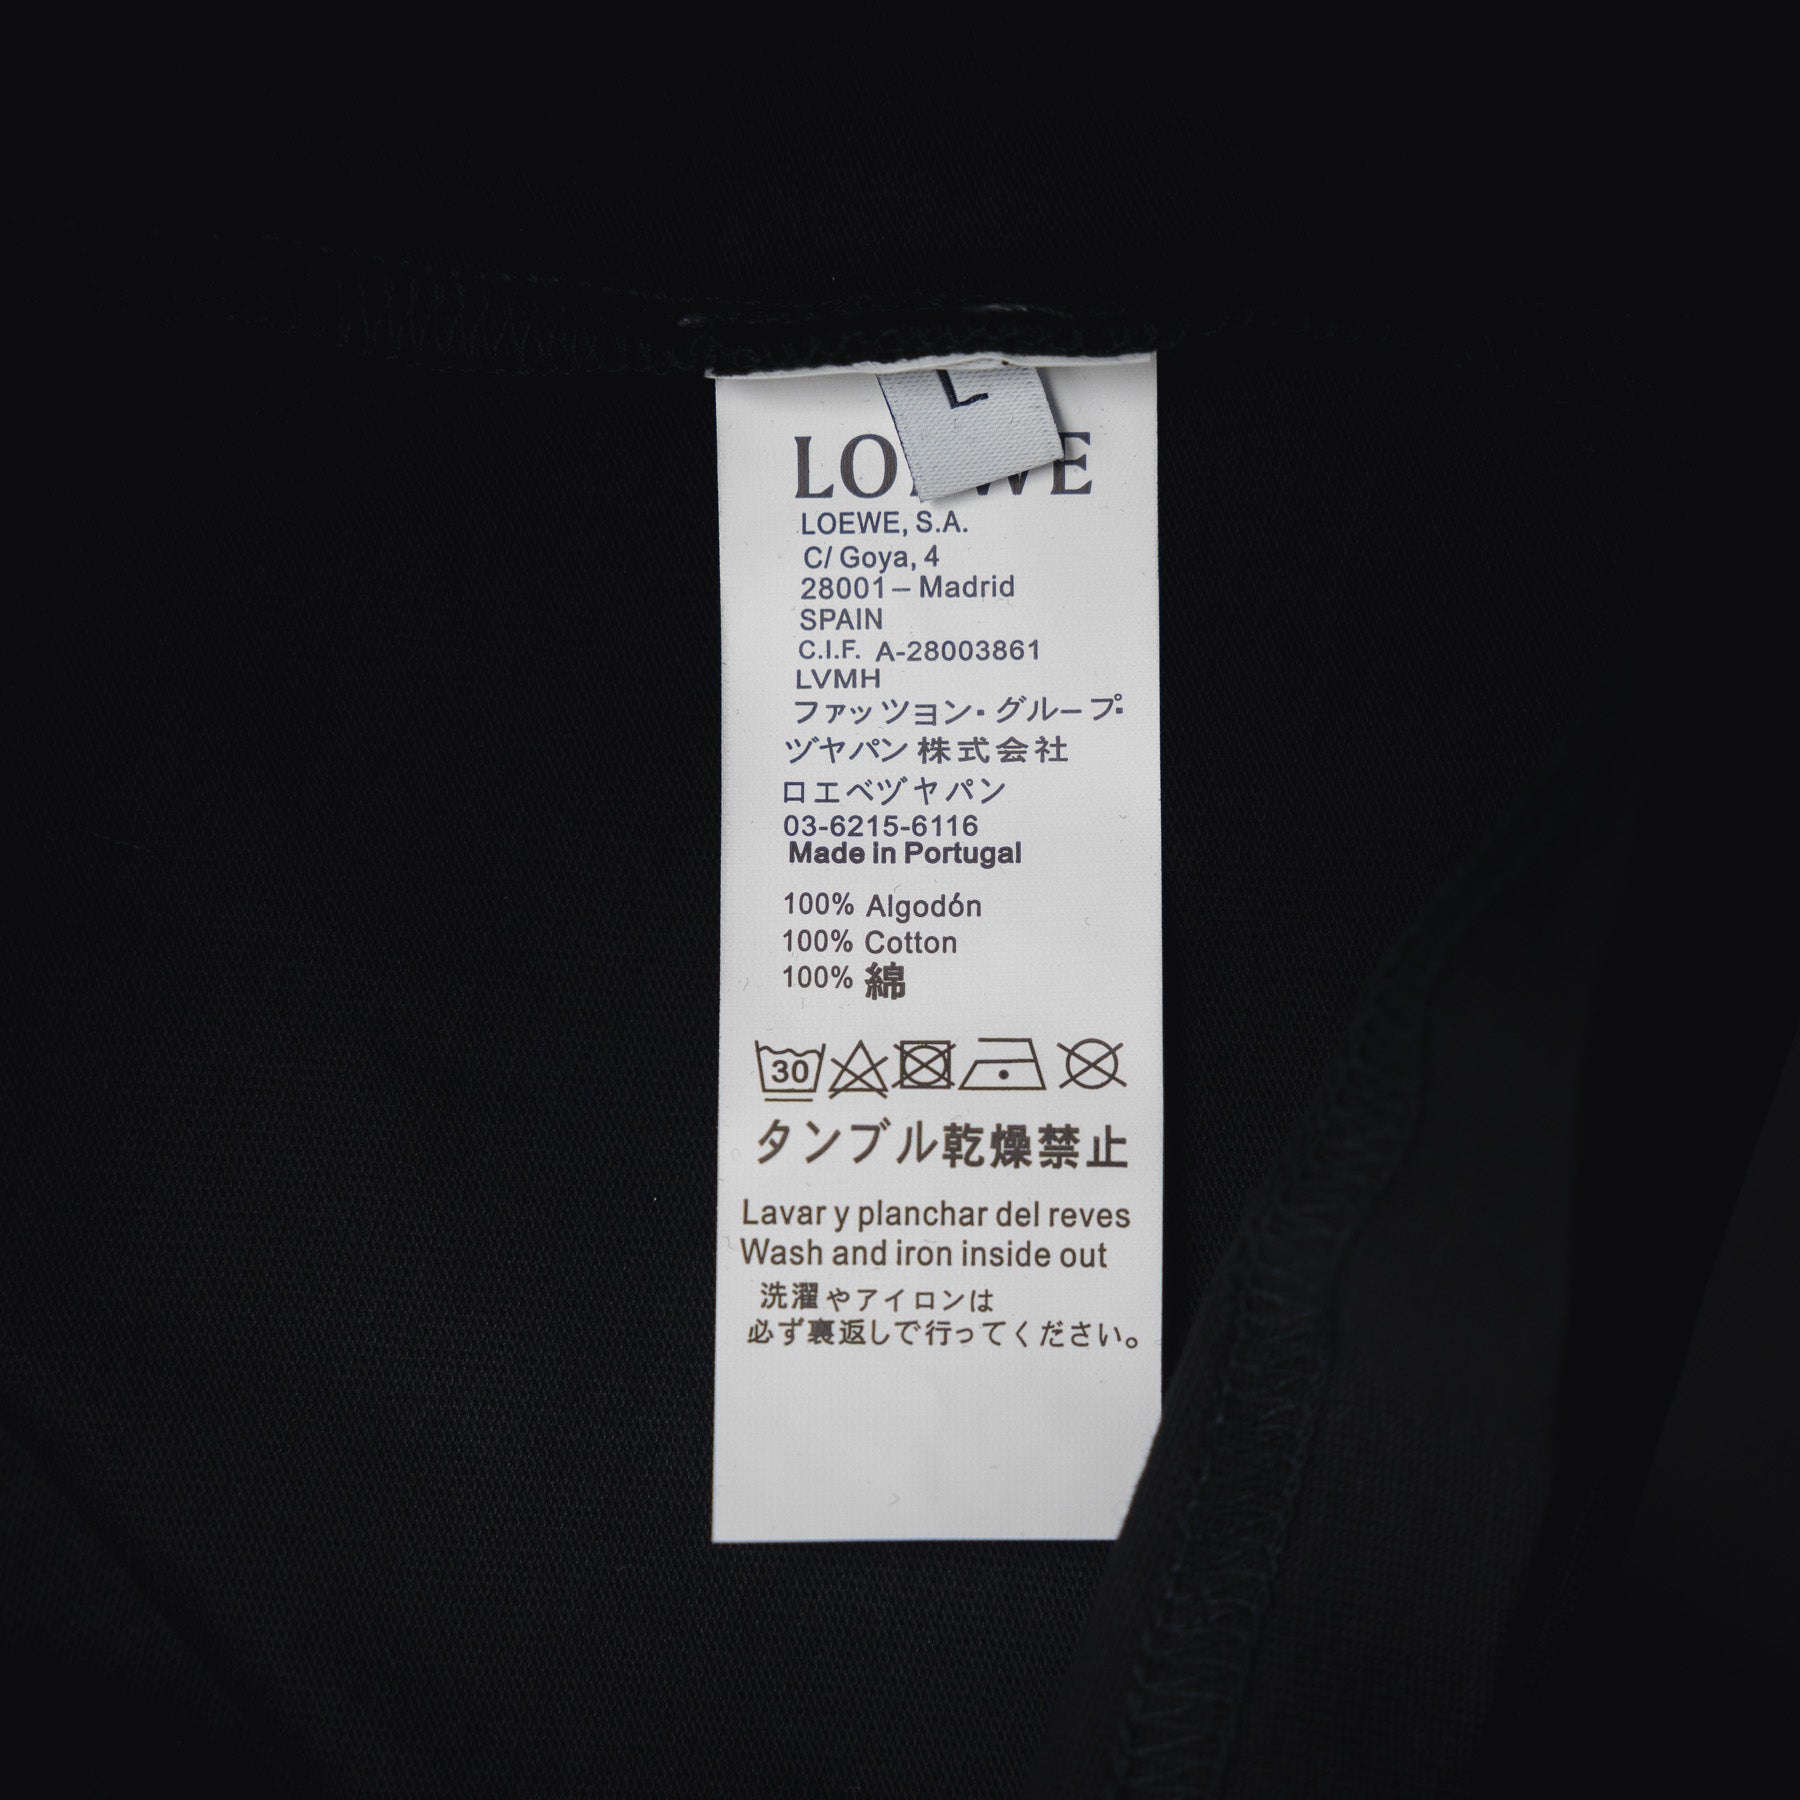 L
LOEWE
LOEWE, S.A.
C/ Goya, 4
28001 – Madrid
SPAIN
C.I.F. A-28003861
LVMH
ファッツョン・グループ
ヅヤパン 株式会社
ロエベヅヤパン
03-6215-6116
Made in Portugal
100% Algodón
100% Cotton
100% 綿
30
タンブル乾燥禁止
Lavar y planchar del reves
Wash and iron inside out
洗濯やアイロンは
必ず裏返しで行ってください。